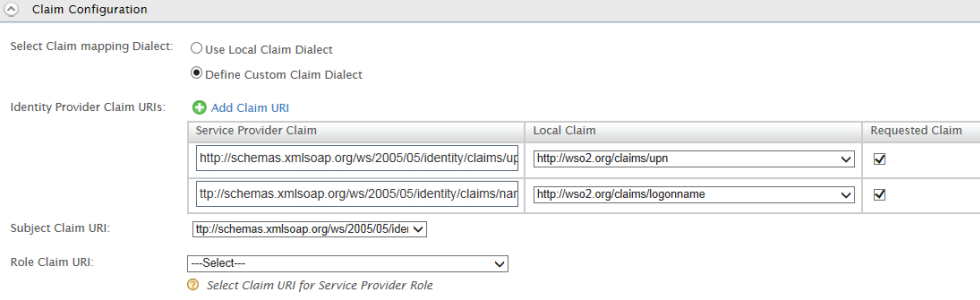 Claim Configuration
Select Claim mapping Dialect:
Use Local Claim Dialect
Define Custom Claim Dialect
Identity Provider Claim URIs:
Add Claim URI
Service Provider Claim Local Claim Requested Claim
http://schemas.xmlsoap.org/ws/2005/05/identity/claims/up http://wso2.org/claims/upn
ttp://schemas.xmlsoap.org/ws/2005/05/identity/claims/nar http://wso2.org/claims/logonname
Subject Claim URI: ttp://schemas.xmlsoap.org/ws/2005/05/ide
Role Claim URI: ---Select---
Select Claim URI for Service Provider Role